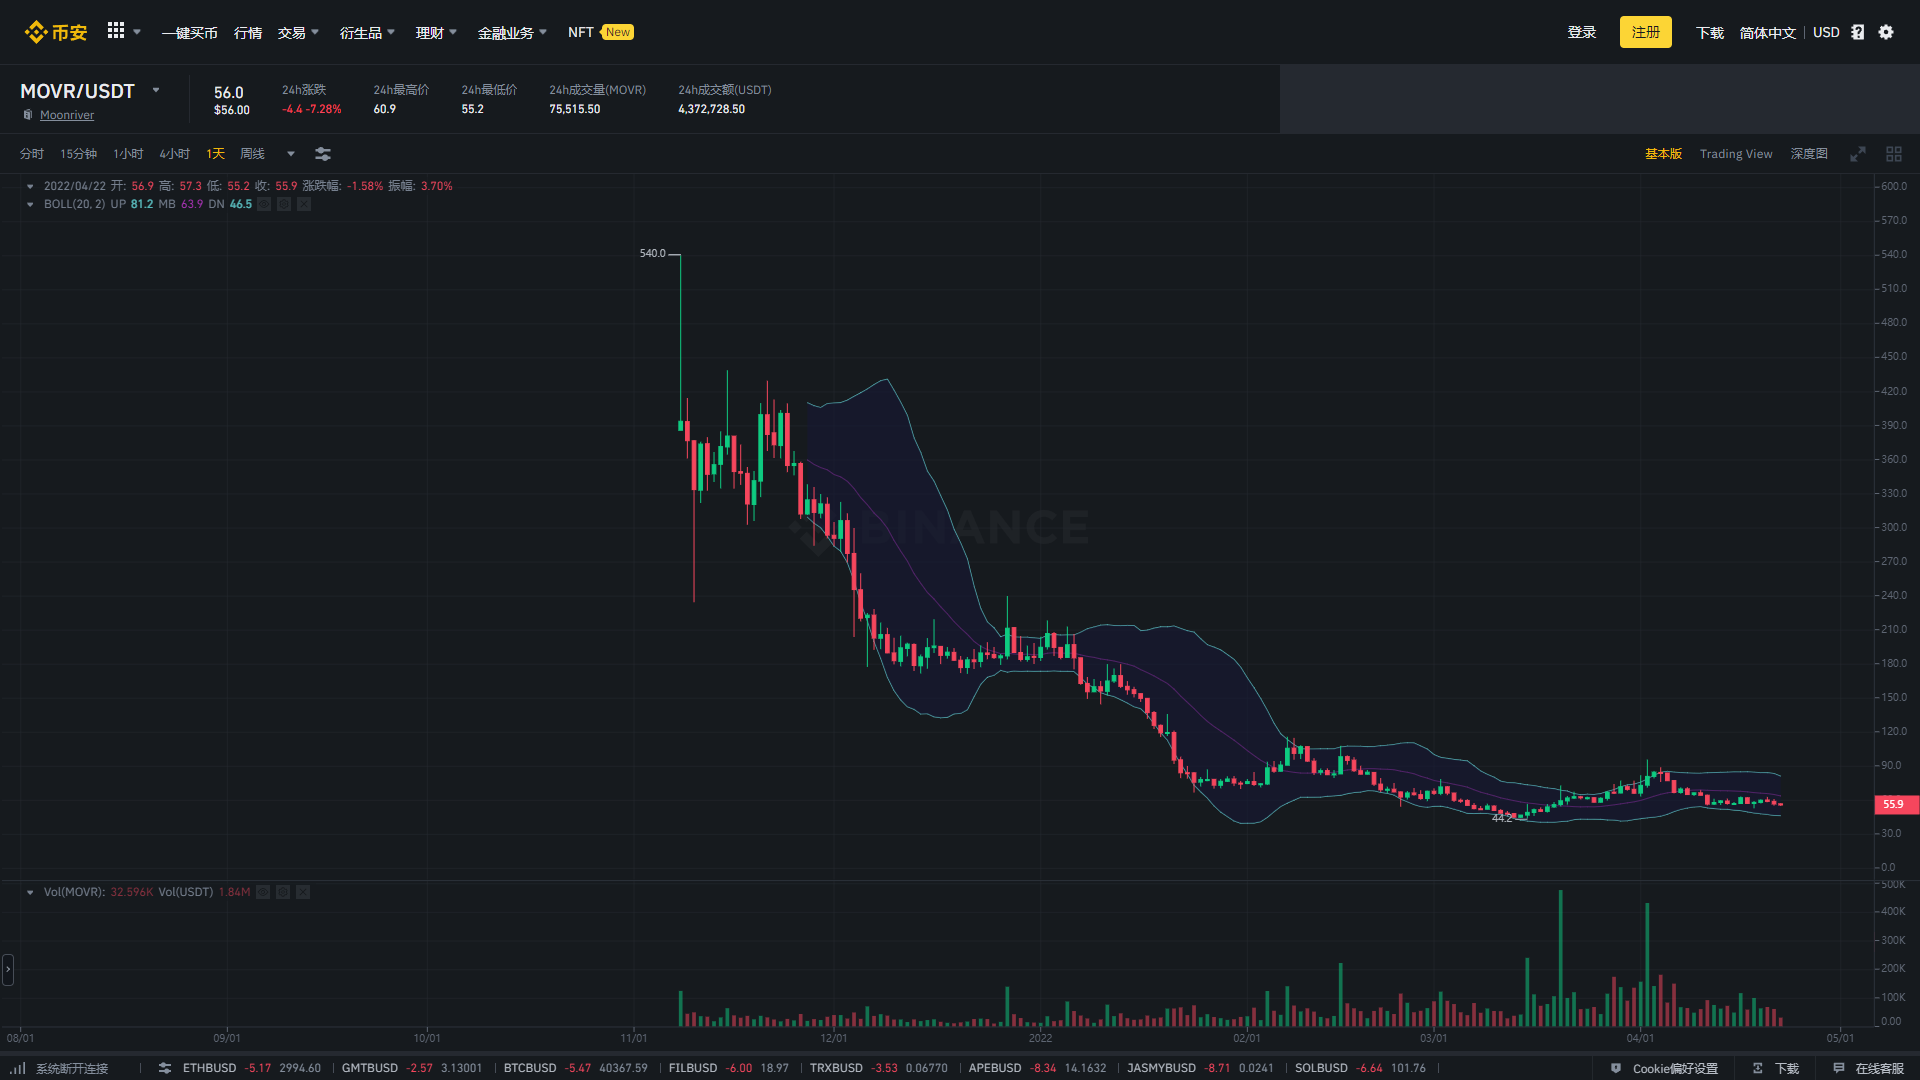 币安 一键买币 行情 交易 衍生品 理财 金融业务 NFT New 登录 注册 下载 简体中文 USD
MOVR/USDT
Moonriver
56.0
$56.00
24h涨跌
-4.4 -7.28%
24h最高价
60.9
24h最低价
55.2
24h成交量(MOVR)
75,515.50
24h成交额(USDT)
4,372,728.50
分时 15分钟 1小时 4小时 1天 周线 基本版 Trading View 深度图
2022/04/22 开: 56.9 高: 57.3 低: 55.2 收: 55.9 涨跌幅: -1.58% 振幅: 3.70%
BOLL(20, 2) UP 81.2 MB 63.9 DN 46.5
600.0
570.0
540.0
540.0
510.0
480.0
450.0
420.0
390.0
360.0
330.0
BINANCE
300.0
270.0
240.0
210.0
180.0
150.0
120.0
90.0
55.9
44.2
30.0
0.0
Vol(MOVR): 32.596K Vol(USDT) 1.84M
500K
400K
300K
200K
100K
0.00
08/01 09/01 10/01 11/01 12/01 2022 02/01 03/01 04/01 05/01
系统断开连接 ETHBUSD -5.17 2994.60 GMTBUSD -2.57 3.13001 BTCBUSD -5.47 40367.59 FILBUSD -6.00 18.97 TRXBUSD -3.53 0.06770 APEBUSD -8.34 14.1632 JASMYBUSD -8.71 0.0241 SOLBUSD -6.64 101.76 Cookie偏好设置 下载 在线客服